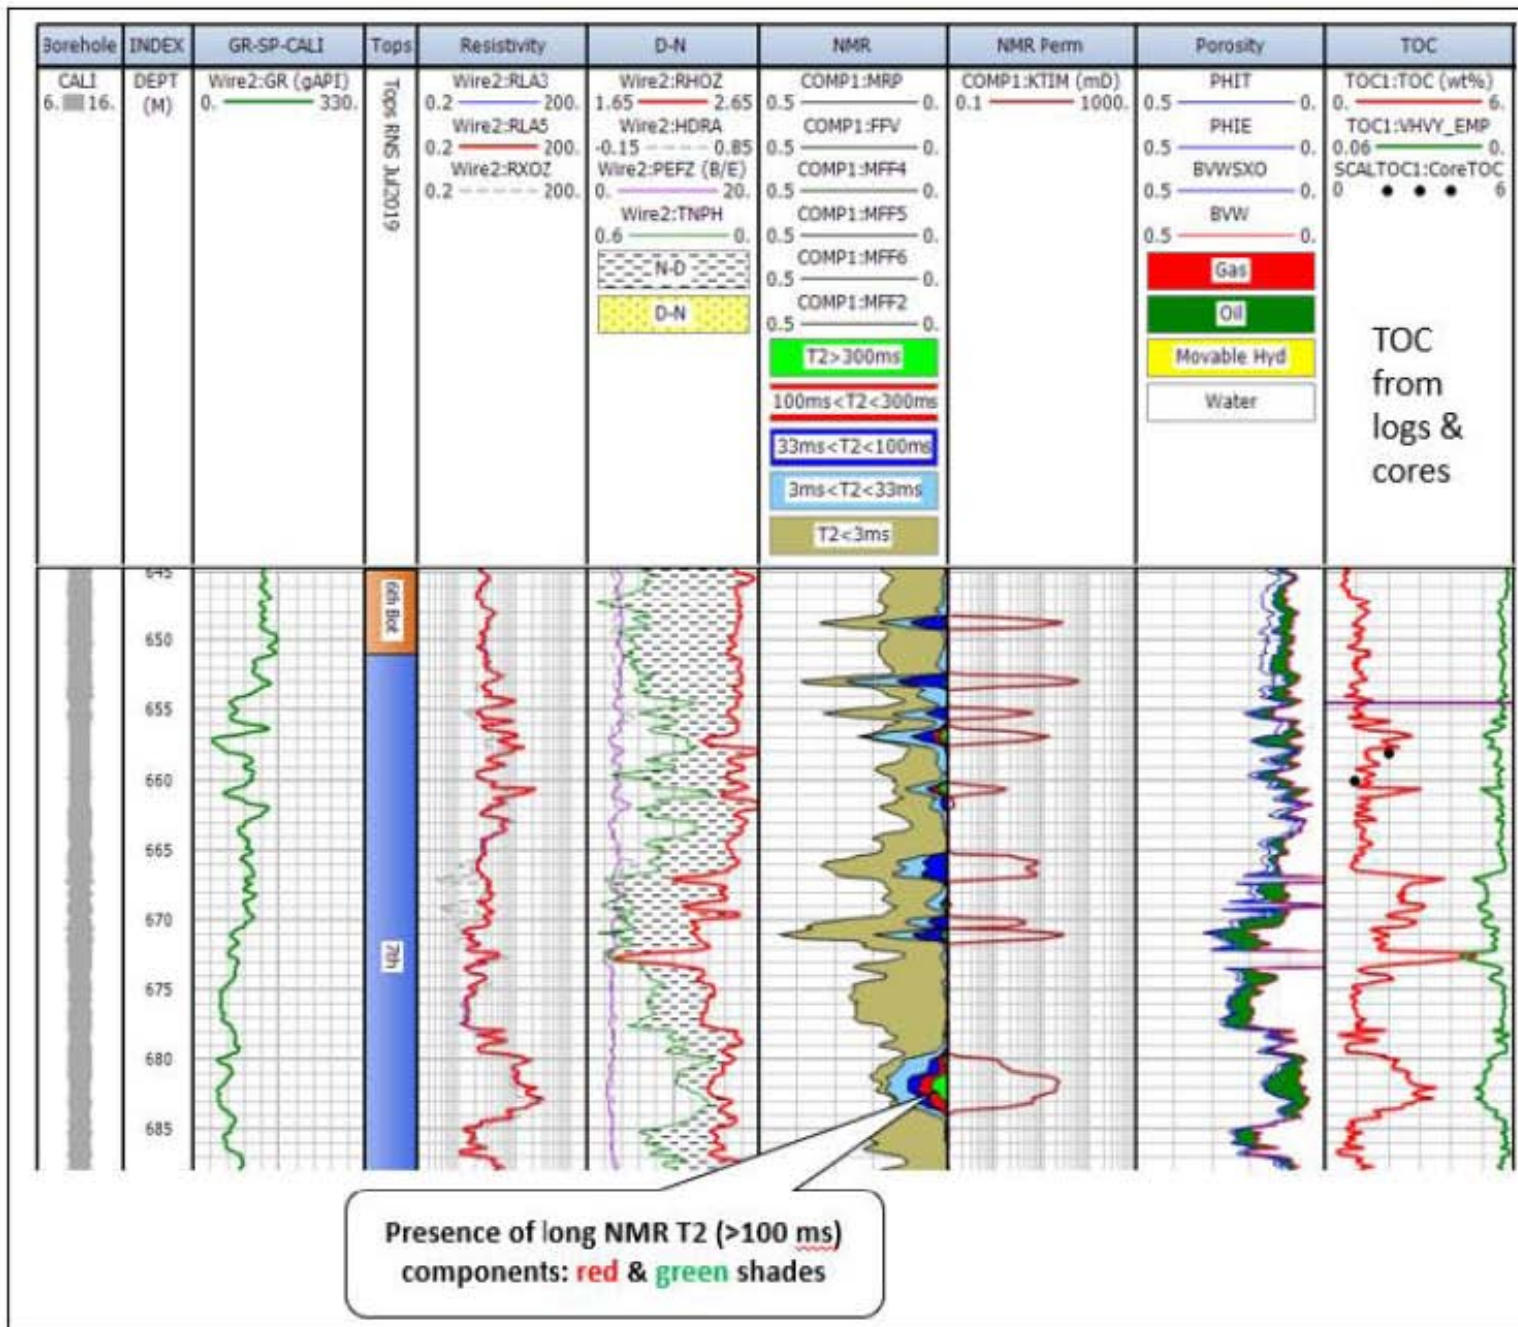 Borehole INDEX GR-SP-CALI Tops Resistivity D-N NMR NMR Perm Porosity TOC
CALI
6. 16.
DEPT
(M)
Wire2:GR (gAPI)
0. 330.
Tops RNS Jul2019
Wire2:RLA3
0.2 200.
Wire2:RLA5
0.2 200.
Wire2:RXOZ
0.2 200.
Wire2:RHOZ
1.65 2.65
Wire2:HDRA
-0.15 0.85
Wire2:PEFZ (B/E)
0. 20.
Wire2:TNPH
0.6 0.
N-D
D-N
COMP1:MRP
0.5 0.
COMP1:FFV
0.5 0.
COMP1:MFF4
0.5 0.
COMP1:MFF5
0.5 0.
COMP1:MFF6
0.5 0.
COMP1:MFF2
0.5 0.
T2>300ms
100ms<T2<300ms
33ms<T2<100ms
3ms<T2<33ms
T2<3ms
COMP1:KTIM (mD)
0.1 1000.
PHIT
0.5 0.
PHIE
0.5 0.
BVWSXO
0.5 0.
BVW
0.5 0.
Gas
Oil
Movable Hyd
Water
TOC1:TOC (wt%)
0. 6.
TOC1:VHVY_EMP
0.06 0.
SCALTOC1:CoreTOC
0 6
TOC
from
logs &
cores
645
650
655
660
665
670
675
680
685
6th Bot
7th
Presence of long NMR T2 (>100 ms)
components: red & green shades